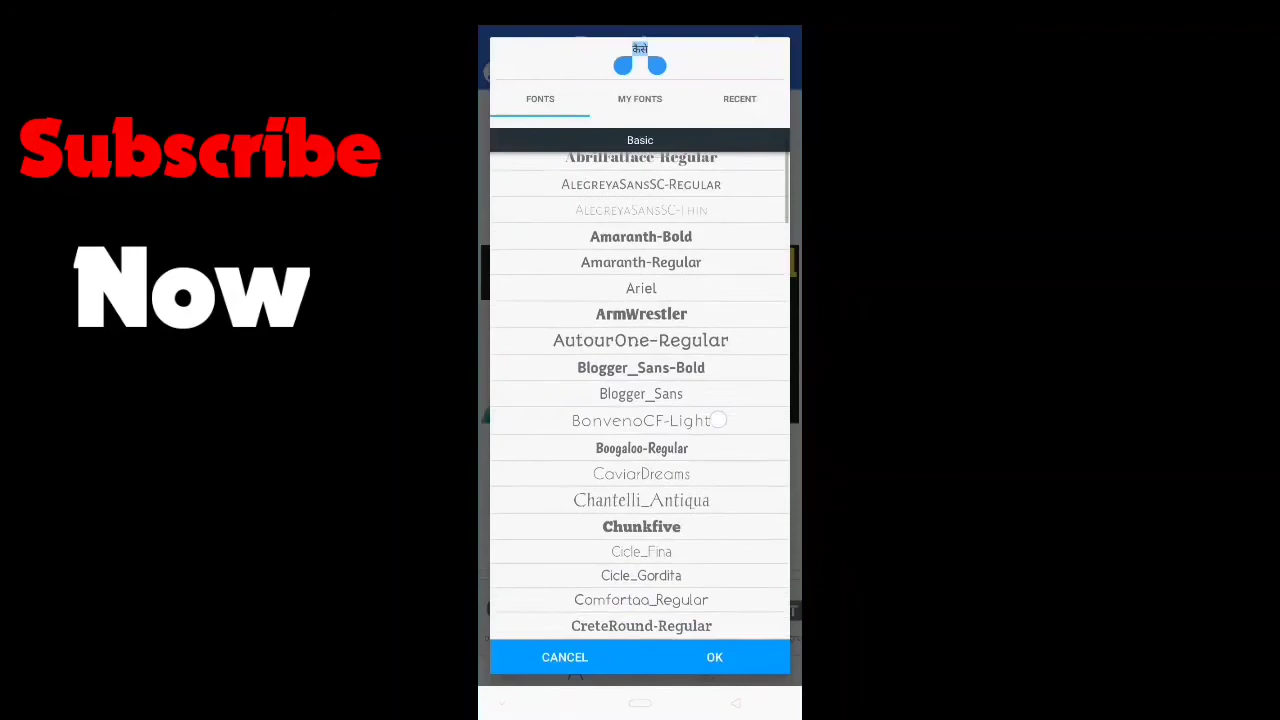 Subscribe
Now
कैसे
FONTS MY FONTS RECENT
Basic
AbrilFatface-Regular
AlegreyaSansSC-Regular
AlegreyaSansSC-Thin
Amaranth-Bold
Amaranth-Regular
Ariel
ArmWrestler
AutourOne-Regular
Blogger_Sans-Bold
Blogger_Sans
BonvenoCF-Light
Boogaloo-Regular
CaviarDreams
Chantelli_Antiqua
Chunkfive
Cicle_Fina
Cicle_Gordita
Comfortaa_Regular
CreteRound-Regular
CANCEL OK